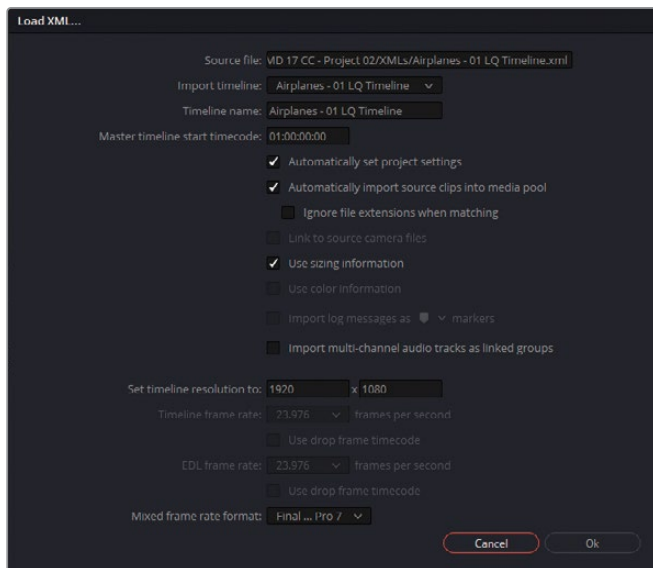 Load XML...
Source file: MD 17 CC - Project 02/XMLs/Airplanes - 01 LQ Timeline.xml
Import timeline: Airplanes - 01 LQ Timeline
Timeline name: Airplanes - 01 LQ Timeline
Master timeline start timecode: 01:00:00:00
Automatically set project settings
Automatically import source clips into media pool
Ignore file extensions when matching
Link to source camera files
Use sizing information
Use color information
Import log messages as markers
Import multi-channel audio tracks as linked groups
Set timeline resolution to: 1920 x 1080
Timeline frame rate: 23.976 frames per second
Use drop frame timecode
EDL frame rate: 23.976 frames per second
Use drop frame timecode
Mixed frame rate format: Final ... Pro 7
Cancel Ok